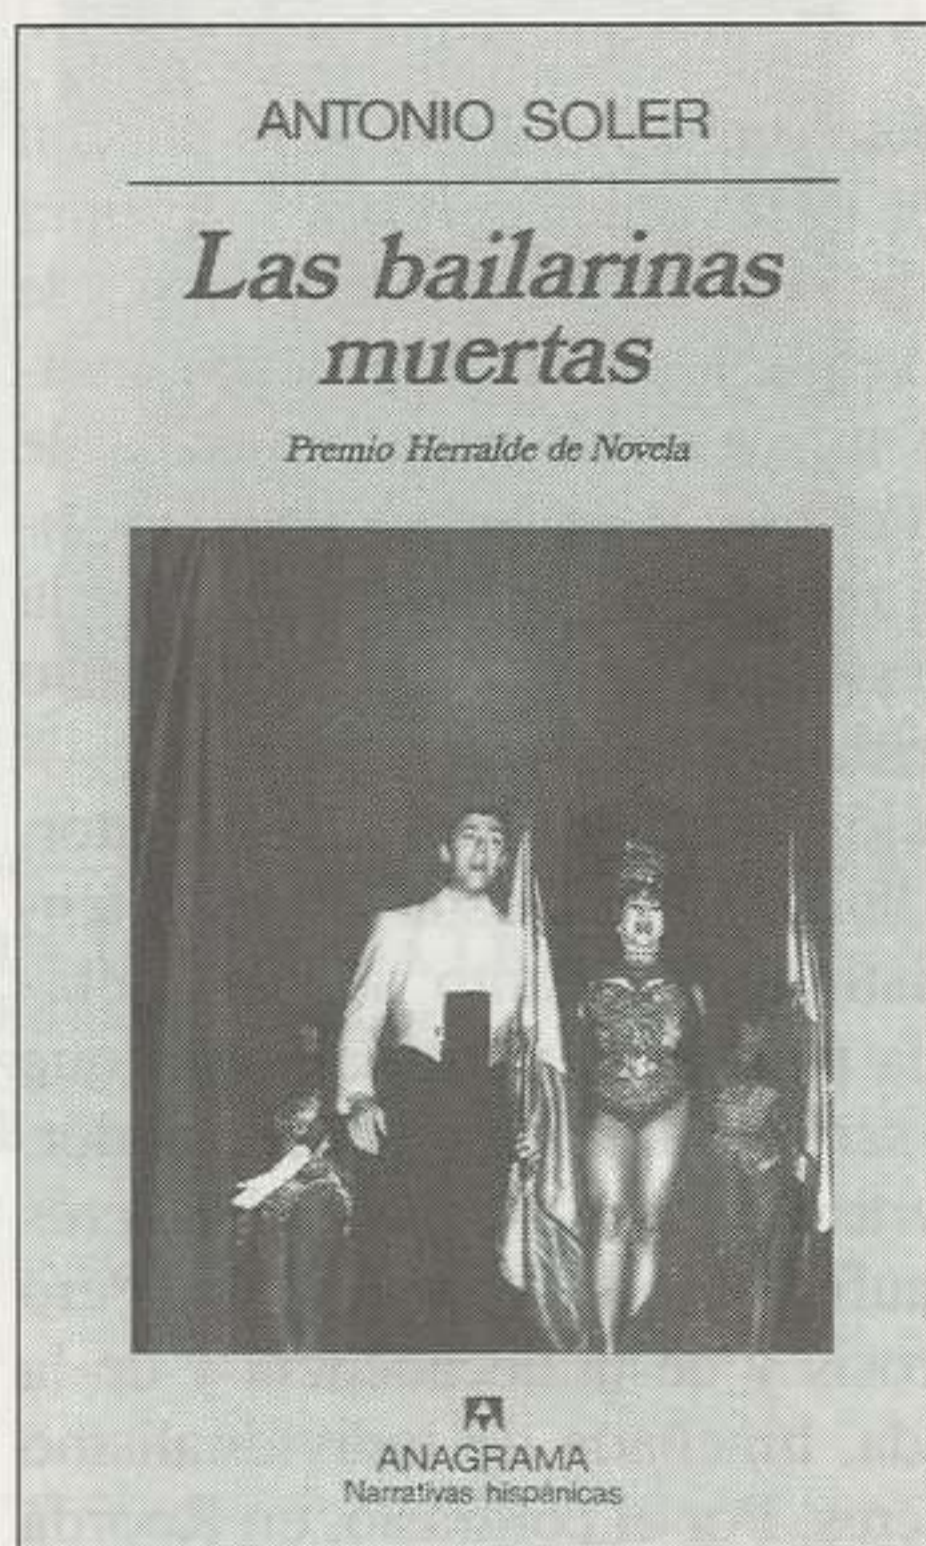 ANTONIO SOLER
Las bailarinas
muertas
Premio Herralde de Novela
ANAGRAMA
Narrativas hispánicas